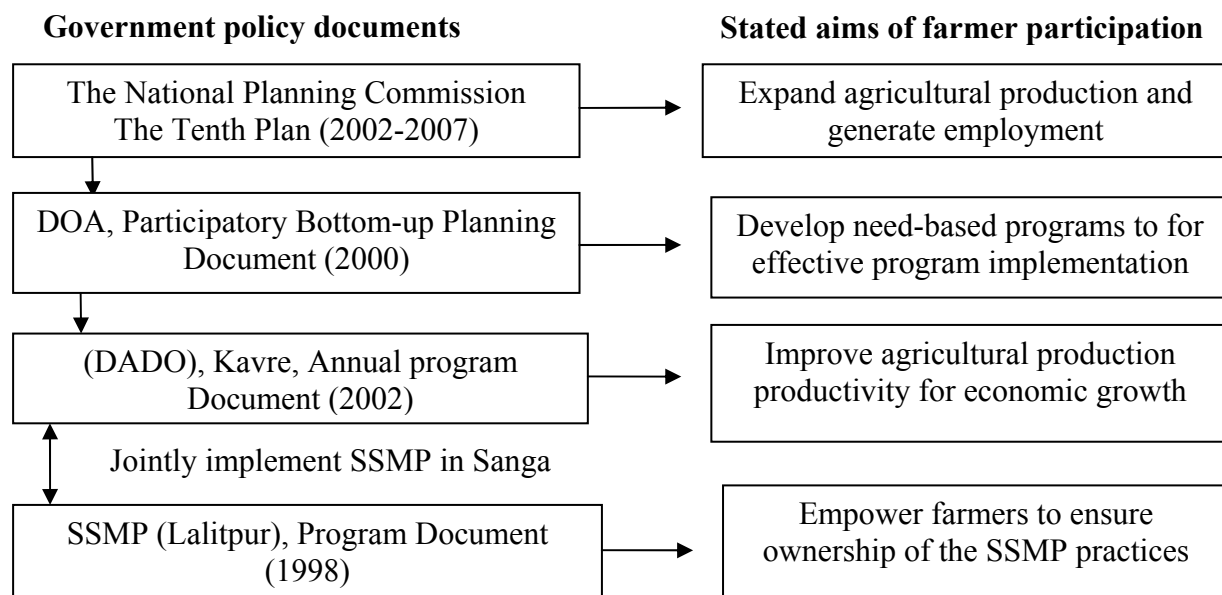 Government policy documents
Stated aims of farmer participation
The National Planning Commission
The Tenth Plan (2002-2007)
Expand agricultural production and
generate employment
DOA, Participatory Bottom-up Planning
Document (2000)
Develop need-based programs to for
effective program implementation
(DADO), Kavre, Annual program
Document (2002)
Improve agricultural production
productivity for economic growth
Jointly implement SSMP in Sanga
SSMP (Lalitpur), Program Document
(1998)
Empower farmers to ensure
ownership of the SSMP practices